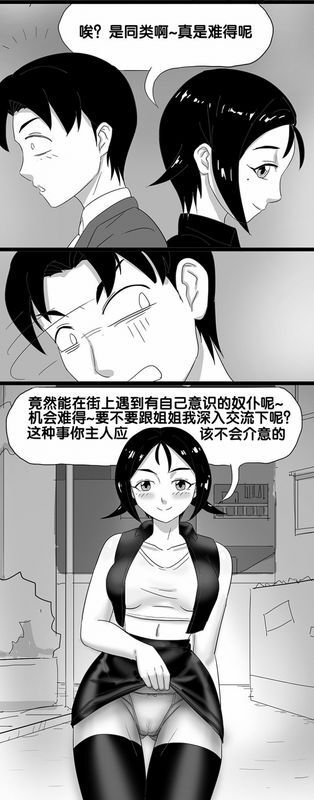 唉？是同类啊~真是难得呢
竟然能在街上遇到有自己意识的奴仆呢~
机会难得~要不要跟姐姐我深入交流下呢？
这种事你主人应该不会介意的